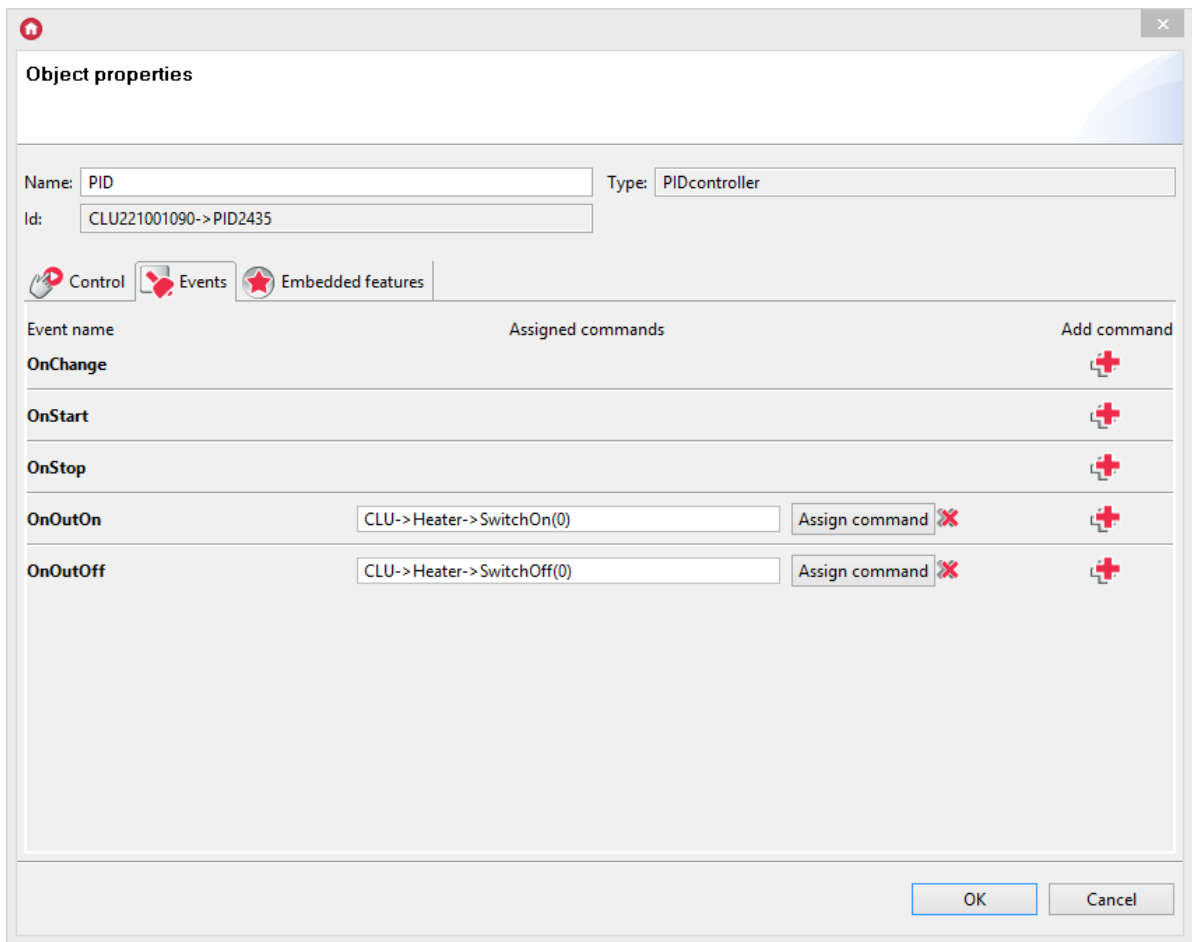 Object properties
Name: PID Type: PIDcontroller
Id: CLU221001090->PID2435
Control Events Embedded features
Event name Assigned commands Add command
OnChange
OnStart
OnStop
OnOutOn CLU->Heater->SwitchOn(0) Assign command
OnOutOff CLU->Heater->SwitchOff(0) Assign command
OK Cancel